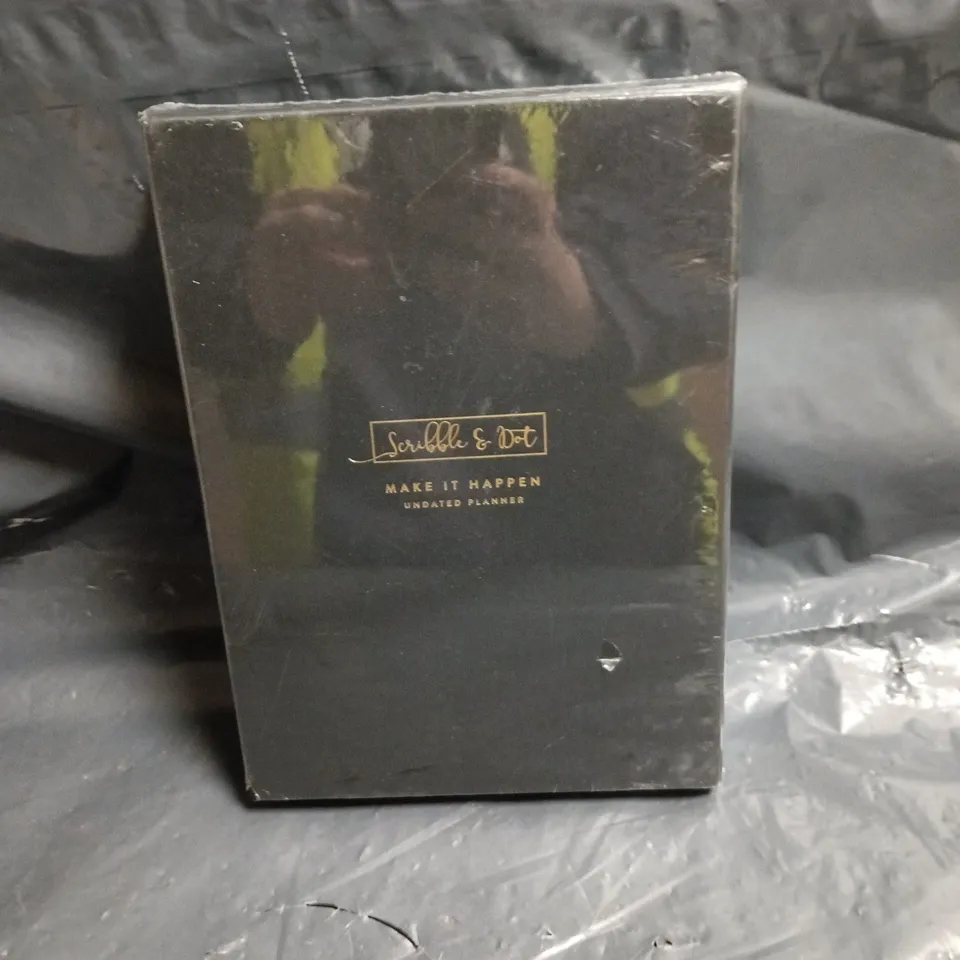 Scribble & Dot
MAKE IT HAPPEN
UNDATED PLANNER